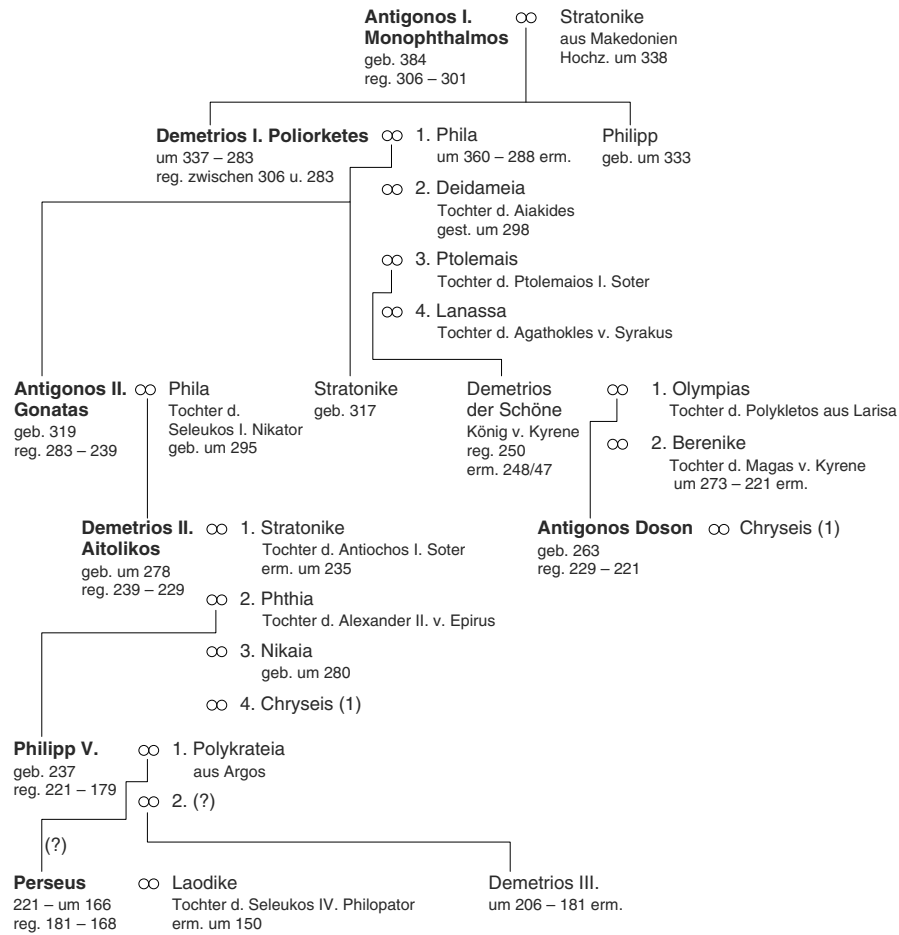 Antigonos I.
Monophthalmos
geb. 384
reg. 306 – 301
Stratonike
aus Makedonien
Hochz. um 338
Demetrios I. Poliorketes
um 337 – 283
reg. zwischen 306 u. 283
1. Phila
um 360 – 288 erm.
Philipp
geb. um 333
2. Deidameia
Tochter d. Aiakides
gest. um 298
3. Ptolemais
Tochter d. Ptolemaios I. Soter
4. Lanassa
Tochter d. Agathokles v. Syrakus
Antigonos II.
Gonatas
geb. 319
reg. 283 – 239
Phila
Tochter d.
Seleukos I. Nikator
geb. um 295
Stratonike
geb. 317
Demetrios
der Schöne
König v. Kyrene
reg. 250
erm. 248/47
1. Olympias
Tochter d. Polykletos aus Larisa
2. Berenike
Tochter d. Magas v. Kyrene
um 273 – 221 erm.
Demetrios II.
Aitolikos
geb. um 278
reg. 239 – 229
1. Stratonike
Tochter d. Antiochos I. Soter
erm. um 235
Antigonos Doson
geb. 263
reg. 229 – 221
Chryseis (1)
2. Phthia
Tochter d. Alexander II. v. Epirus
3. Nikaia
geb. um 280
4. Chryseis (1)
Philipp V.
geb. 237
reg. 221 – 179
1. Polykrateia
aus Argos
2. (?)
(?)
Perseus
221 – um 166
reg. 181 – 168
Laodike
Tochter d. Seleukos IV. Philopator
erm. um 150
Demetrios III.
um 206 – 181 erm.